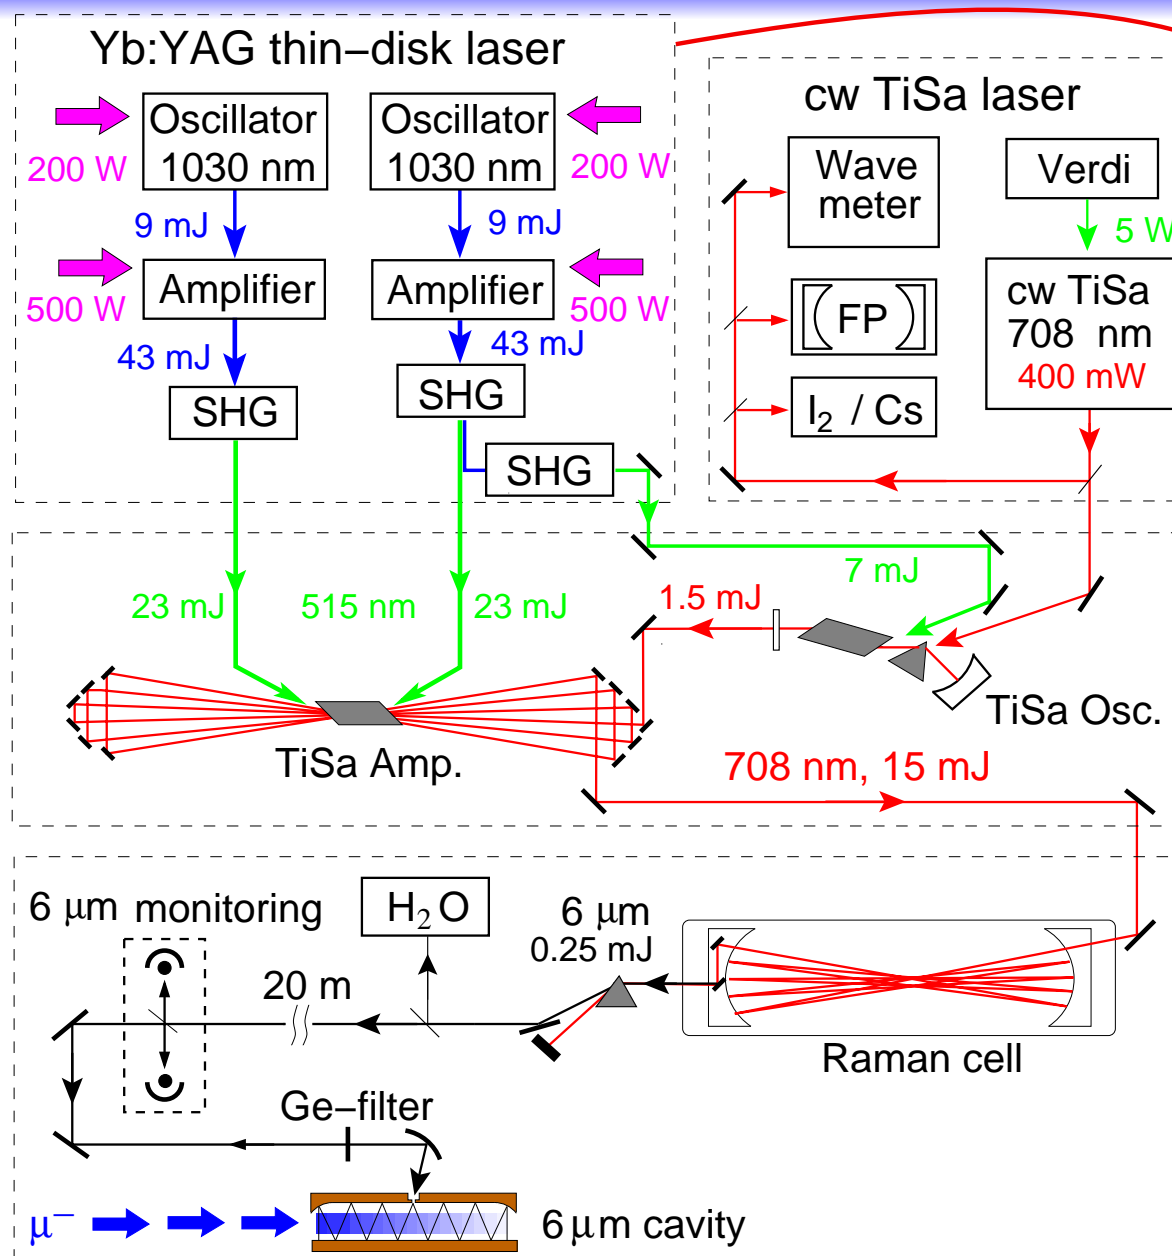 Yb:YAG thin−disk laser
Oscillator
1030 nm
200 W
9 mJ
Amplifier
500 W
43 mJ
SHG
Oscillator
1030 nm
200 W
9 mJ
Amplifier
500 W
43 mJ
SHG
SHG
cw TiSa laser
Wave
meter
FP
I₂ / Cs
Verdi
5 W
cw TiSa
708 nm
400 mW
23 mJ
515 nm
23 mJ
7 mJ
1.5 mJ
TiSa Osc.
TiSa Amp.
708 nm, 15 mJ
6 μm monitoring
H₂O
6 μm
0.25 mJ
20 m
Raman cell
Ge−filter
μ⁻
6 μm cavity